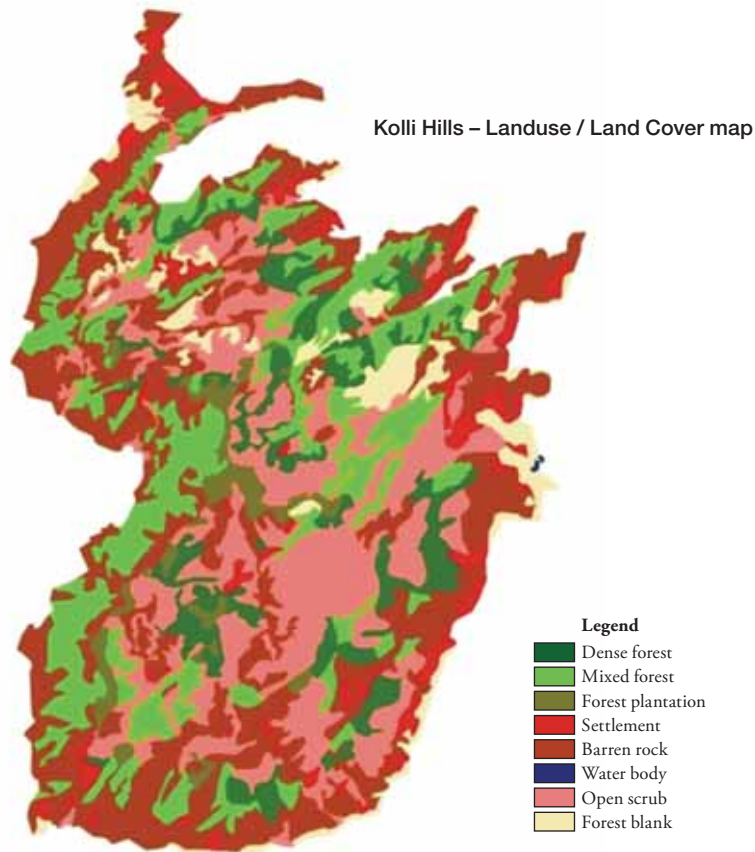 Kolli Hills – Landuse / Land Cover map
Legend
Dense forest
Mixed forest
Forest plantation
Settlement
Barren rock
Water body
Open scrub
Forest blank